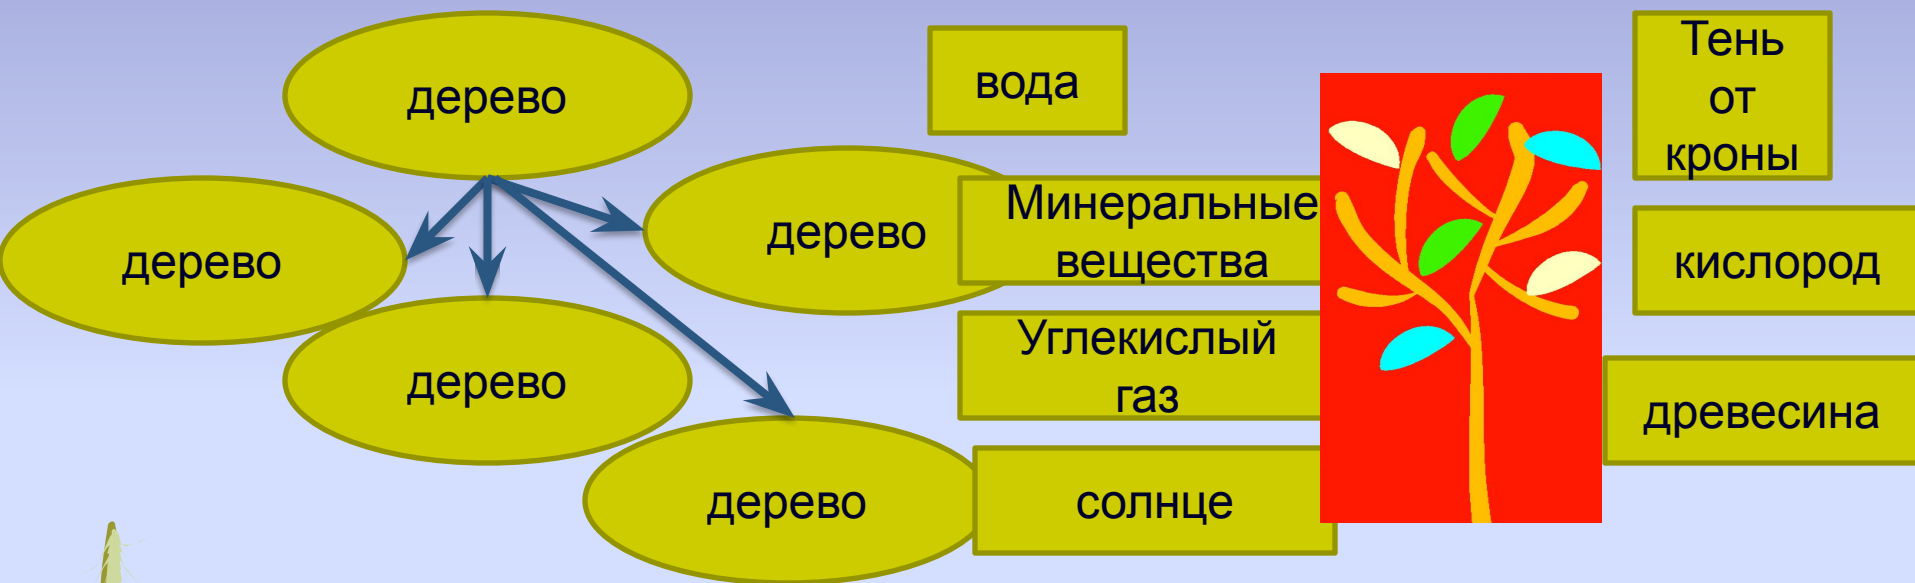 дерево
дерево
дерево
дерево
дерево
вода
Минеральные
вещества
Углекислый
газ
солнце
Тень
от
кроны
кислород
древесина